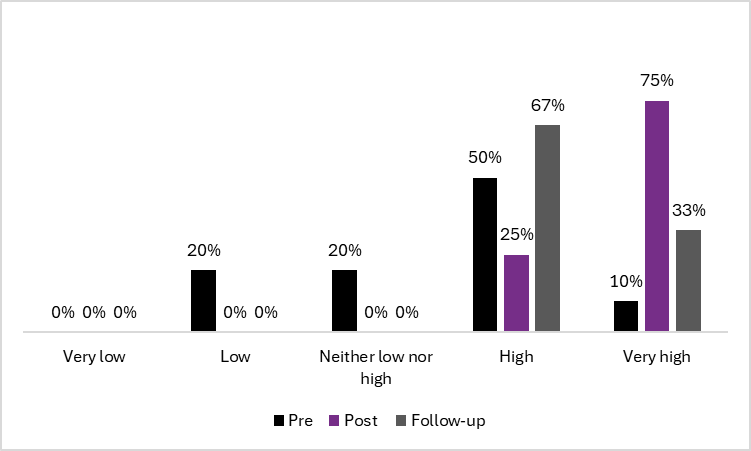 75%
67%
50%
33%
25%
20%
20%
10%
0% 0% 0%
0% 0%
0% 0%
Very low
Low
Neither low nor
high
High
Very high
Pre
Post
Follow-up